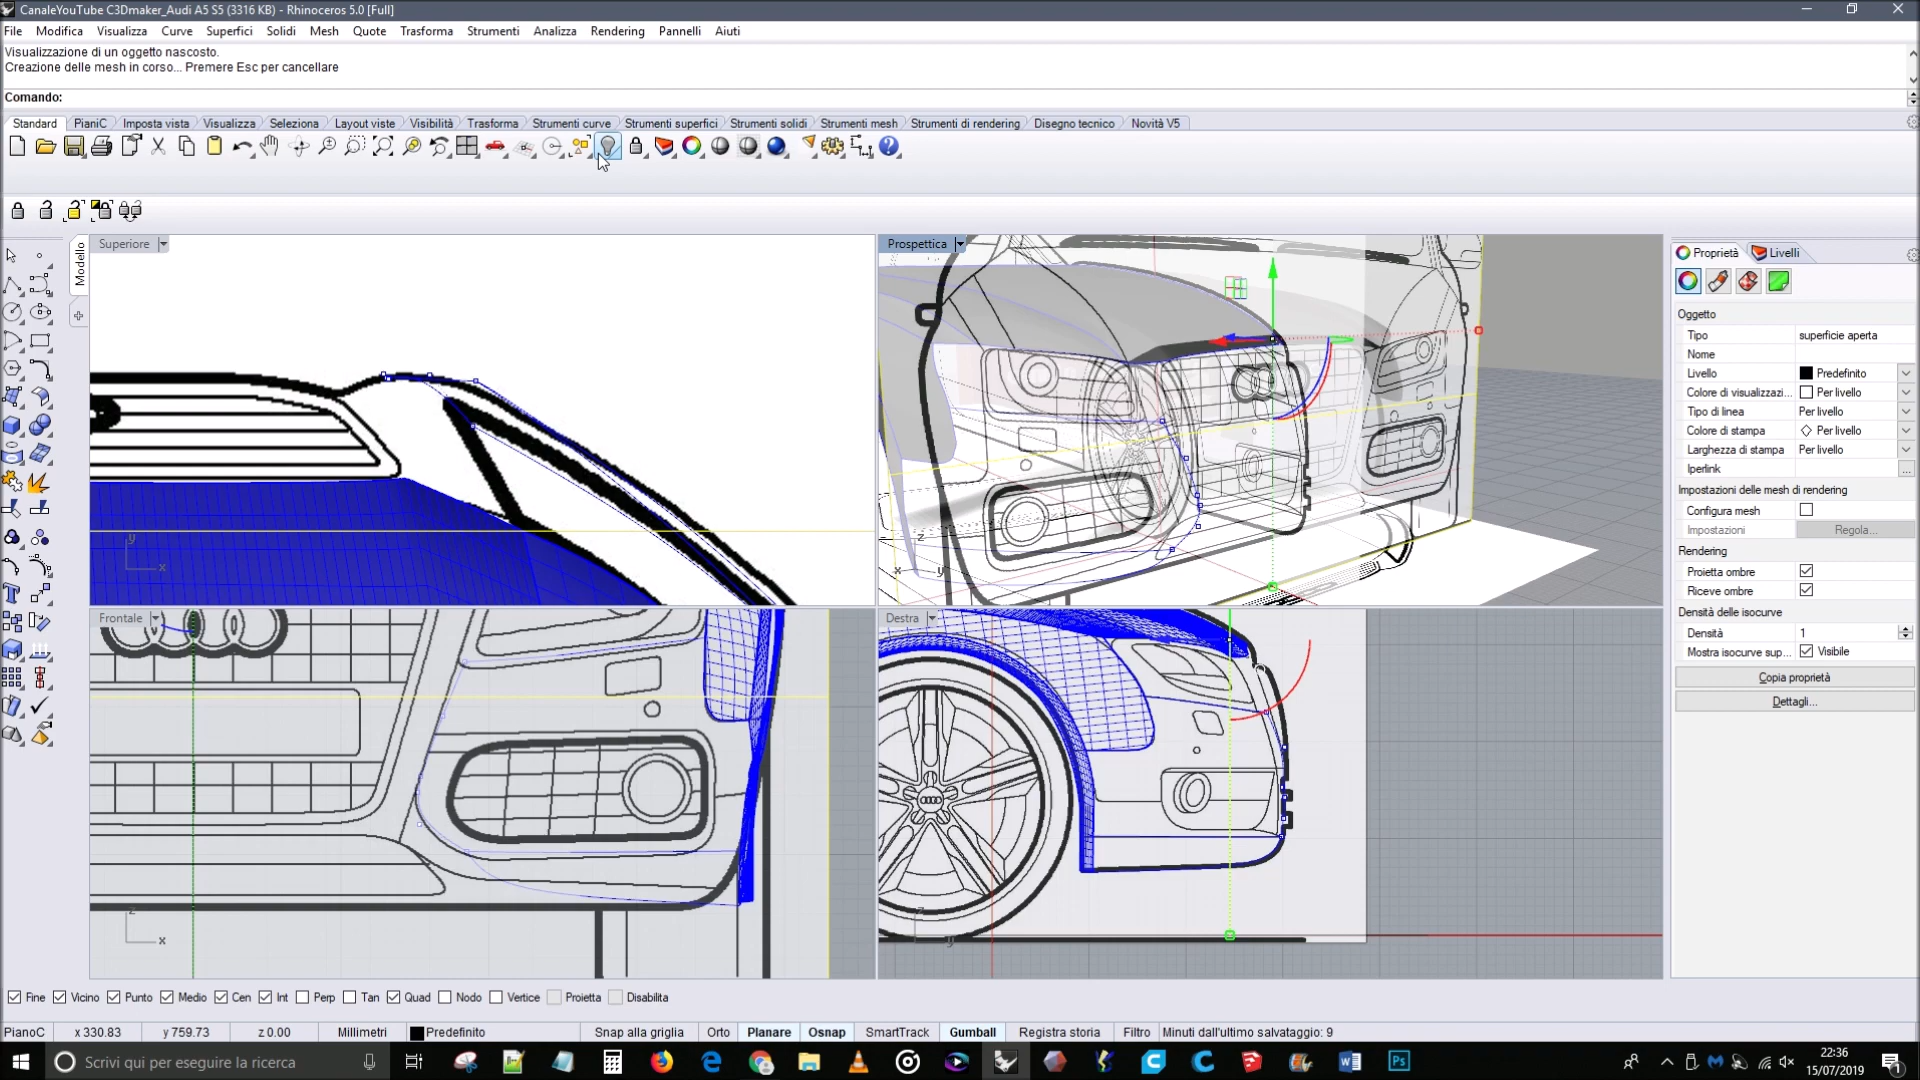 CanaleYouTube C3Dmaker_Audi A5 S5 (3316 KB) - Rhinoceros 5.0 [Full]
File Modifica Visualizza Curve Superfici Solidi Mesh Quote Trasforma Strumenti Analizza Rendering Pannelli Aiuti
Visualizzazione di un oggetto nascosto.
Creazione delle mesh in corso... Premere Esc per cancellare
Comando:
Standard PianiC Imposta vista Visualizza Seleziona Layout viste Visibilità Trasforma Strumenti curve Strumenti superfici Strumenti solidi Strumenti mesh Strumenti di rendering Disegno tecnico Novità V5
Modello
Superiore
Prospettica
Proprietà Livelli
Oggetto
Tipo superficie aperta
Nome
Livello Predefinito
Colore di visualizzazi... Per livello
Tipo di linea Per livello
Colore di stampa Per livello
Larghezza di stampa Per livello
Iperlink ...
Impostazioni delle mesh di rendering
Configura mesh
Impostazioni Regola...
Rendering
Proietta ombre
Riceve ombre
Densità delle isocurve
Densità 1
Mostra isocurve sup... Visibile
Copia proprietà
Dettagli...
y
x
z
x y
Frontale
Destra
z
x
z
y
Fine Vicino Punto Medio Cen Int Perp Tan Quad Nodo Vertice Proietta Disabilita
PianoC x 330.83 y 759.73 z 0.00 Millimetri Predefinito Snap alla griglia Orto Planare Osnap SmartTrack Gumball Registra storia Filtro Minuti dall'ultimo salvataggio: 9
Scrivi qui per eseguire la ricerca
22:36
15/07/2019
1